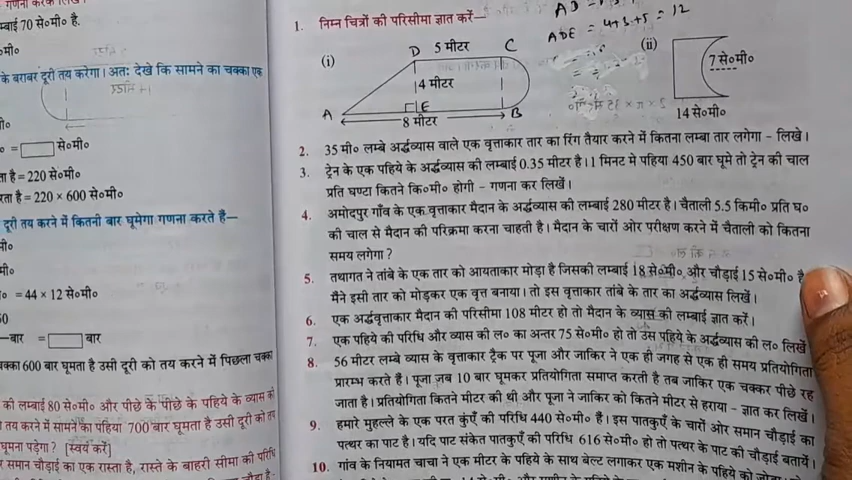 म्बाई 70 से०मी० है.
०मी०
के बराबर दूरी तय करेगा। अतः देखे कि सामने का चक्का एक
= से०मी०
ता है = 220 से०मी०
रता है = 220 × 600 से०मी०
दूरी तय करने में कितनी बार घूमेगा गणना करते हैं—
मी०
मी०
= 44 × 12 से०मी०
बार = बार
चक्का 600 बार घूमता है उसी दूरी को तय करने में पिछला चक्का
की लम्बाई 80 से०मी० और पीछे के पीछे के पहिये के व्यास की
तय करने में सामने का पहिया 700 बार घूमता है उसी दूरी को तय
घूमना पड़ेगा? [स्वयं करें]
समान चौड़ाई का एक रास्ता है, रास्ते के बाहरी सीमा की परिधि
1. निम्न चित्रों की परिसीमा ज्ञात करें—
ADE = 4+3+5 = 12
(i)
D 5 मीटर C
4 मीटर
A E B
8 मीटर
(ii)
7 से०मी०
14 से०मी०
2. 35 मी० लम्बे अर्द्धव्यास वाले एक वृत्ताकार तार का रिंग तैयार करने में कितना लम्बा तार लगेगा - लिखे।
3. ट्रेन के एक पहिये के अर्द्धव्यास की लम्बाई 0.35 मीटर है। 1 मिनट मे पहिया 450 बार घूमे तो ट्रेन की चाल
प्रति घण्टा कितने कि०मी० होगी - गणना कर लिखें।
4. अमोदपुर गाँव के एक वृत्ताकार मैदान के अर्द्धव्यास की लम्बाई 280 मीटर है। चैताली 5.5 किमी० प्रति घ०
की चाल से मैदान की परिक्रमा करना चाहती है। मैदान के चारों ओर परीक्षण करने में चैताली को कितना
समय लगेगा?
5. तथागत ने तांबे के एक तार को आयताकार मोड़ा है जिसकी लम्बाई 18 से०मी० और चौड़ाई 15 से०मी० है
मैने इसी तार को मोड़कर एक वृत्त बनाया। तो इस वृत्ताकार तांबे के तार का अर्द्धव्यास लिखें।
6. एक अर्द्धवृत्ताकार मैदान की परिसीमा 108 मीटर हो तो मैदान के व्यास की लम्बाई ज्ञात करें।
7. एक पहिये की परिधि और व्यास की ल० का अन्तर 75 से०मी० हो तो उस पहिये के अर्द्धव्यास की ल० लिखें
8. 56 मीटर लम्बे व्यास के वृत्ताकार ट्रैक पर पूजा और जाकिर ने एक ही जगह से एक ही समय प्रतियोगिता
प्रारम्भ करते हैं। पूजा जब 10 बार घूमकर प्रतियोगिता समाप्त करती है तब जाकिर एक चक्कर पीछे रह
जाता है। प्रतियोगिता कितने मीटर की थी और पूजा ने जाकिर को कितने मीटर से हराया - ज्ञात कर लिखें।
9. हमारे मुहल्ले के एक परत कुएँ की परिधि 440 से०मी० हैं। इस पातकुएँ के चारों ओर समान चौड़ाई का
पत्थर का पाट है। यदि पाट संकेत पातकुएँ की परिधि 616 से०मी० हो तो पत्थर के पाट की चौड़ाई बतायें।
10. गांव के नियामत चाचा ने एक मीटर के पहिये के साथ बेल्ट लगाकर एक मशीन के पहिये को जोड़ा